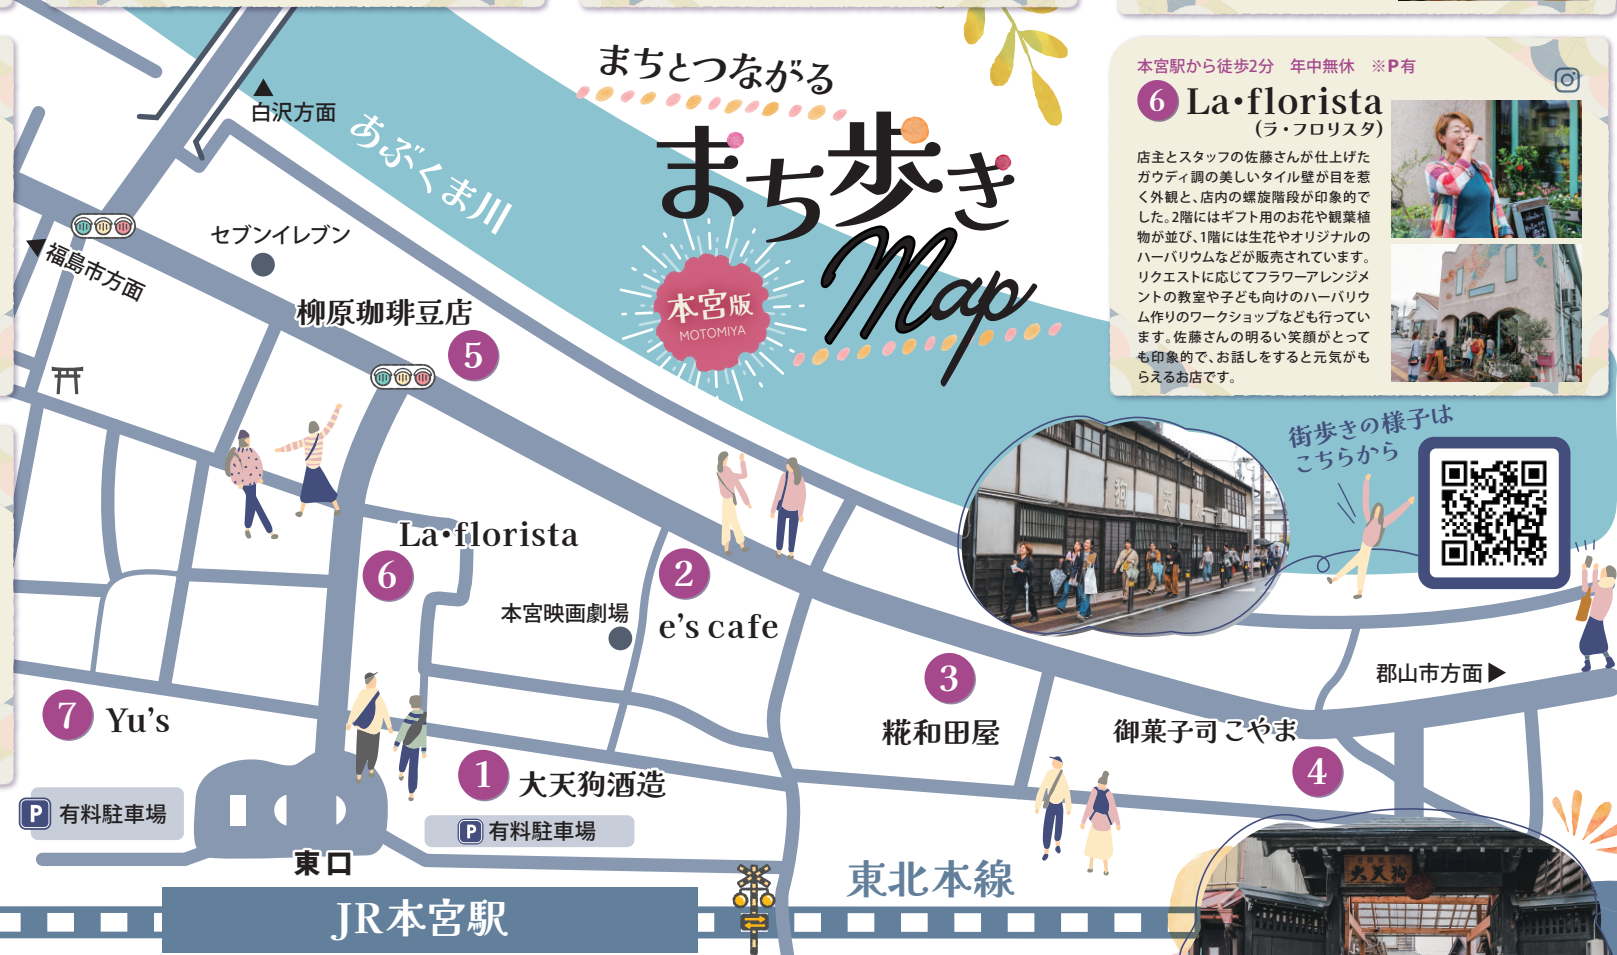 まちとつながる
まち歩き
Map
本宮版
MOTOMIYA
あぶくま川
白沢方面
福島市方面
セブンイレブン
柳原珈琲豆店
5
La・florista
6
本宮映画劇場
2
e's cafe
3
糀和田屋
御菓子司こやま
4
郡山市方面
7 Yu's
1 大天狗酒造
P 有料駐車場
P 有料駐車場
東口
JR本宮駅
東北本線
本宮駅から徒歩2分 年中無休 ※P有
6 La・florista
(ラ・フロリスタ)
店主とスタッフの佐藤さんが仕上げた
ガウディ調の美しいタイル壁が目を惹
く外観と、店内の螺旋階段が印象的で
した。2階にはギフト用のお花や観葉植
物が並び、1階には生花やオリジナルの
ハーバリウムなどが販売されています。
リクエストに応じてフラワーアレンジメ
ントの教室や子ども向けのハーバリウ
ム作りのワークショップなども行ってい
ます。佐藤さんの明るい笑顔がとって
も印象的で、お話しをすると元気がも
らえるお店です。
街歩きの様子は
こちらから
大天狗